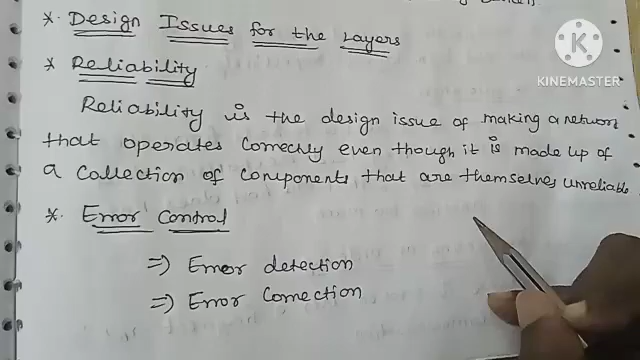 * Design Issues for the Layers
* Reliability
Reliability is the design issue of making a network
that operates correctly even though it is made up of
a collection of components that are themselves unreliable
*. Error Control
=> Error detection
=> Error Correction
KINEMASTER